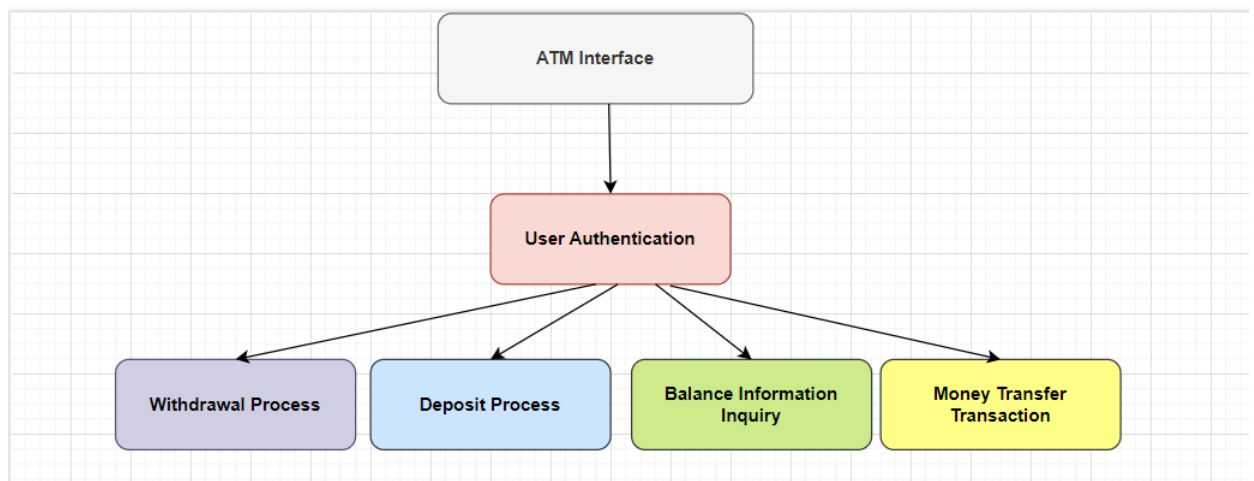 ATM Interface
User Authentication
Withdrawal Process
Deposit Process
Balance Information
Inquiry
Money Transfer
Transaction